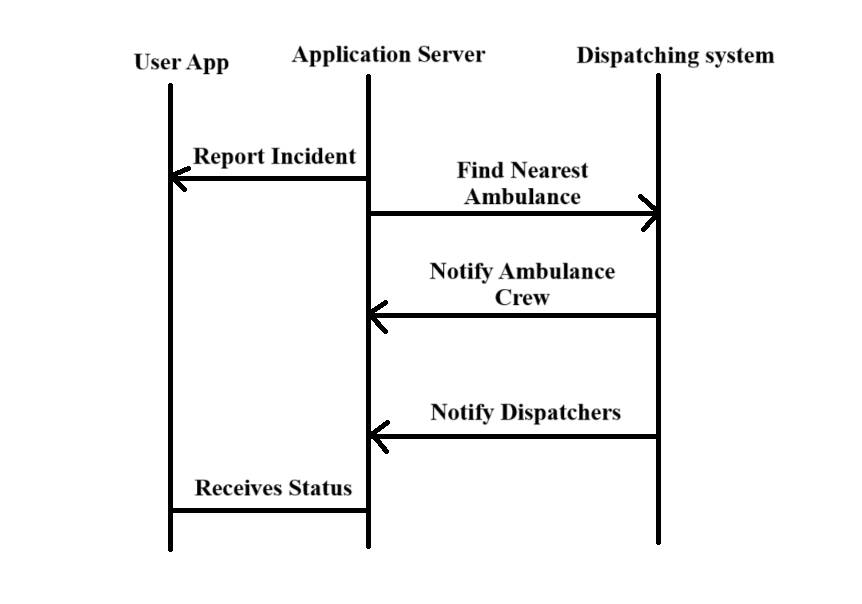 User App
Application Server
Dispatching system
Report Incident
Find Nearest
Ambulance
Notify Ambulance
Crew
Notify Dispatchers
Receives Status